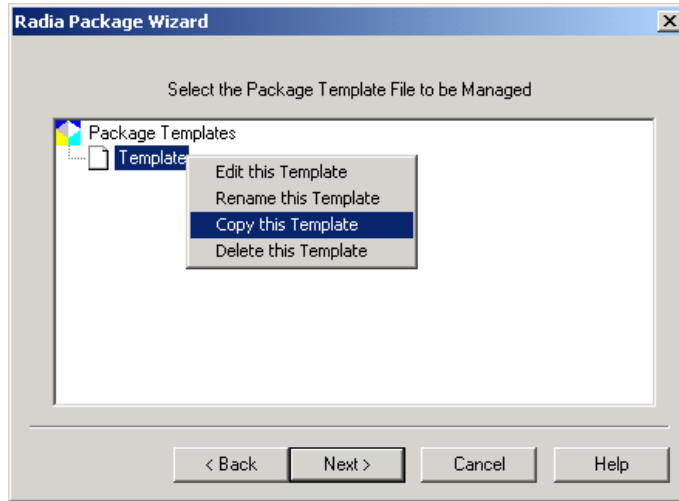 Radia Package Wizard
Select the Package Template File to be Managed
Package Templates
Template
Edit this Template
Rename this Template
Copy this Template
Delete this Template
< Back Next > Cancel Help